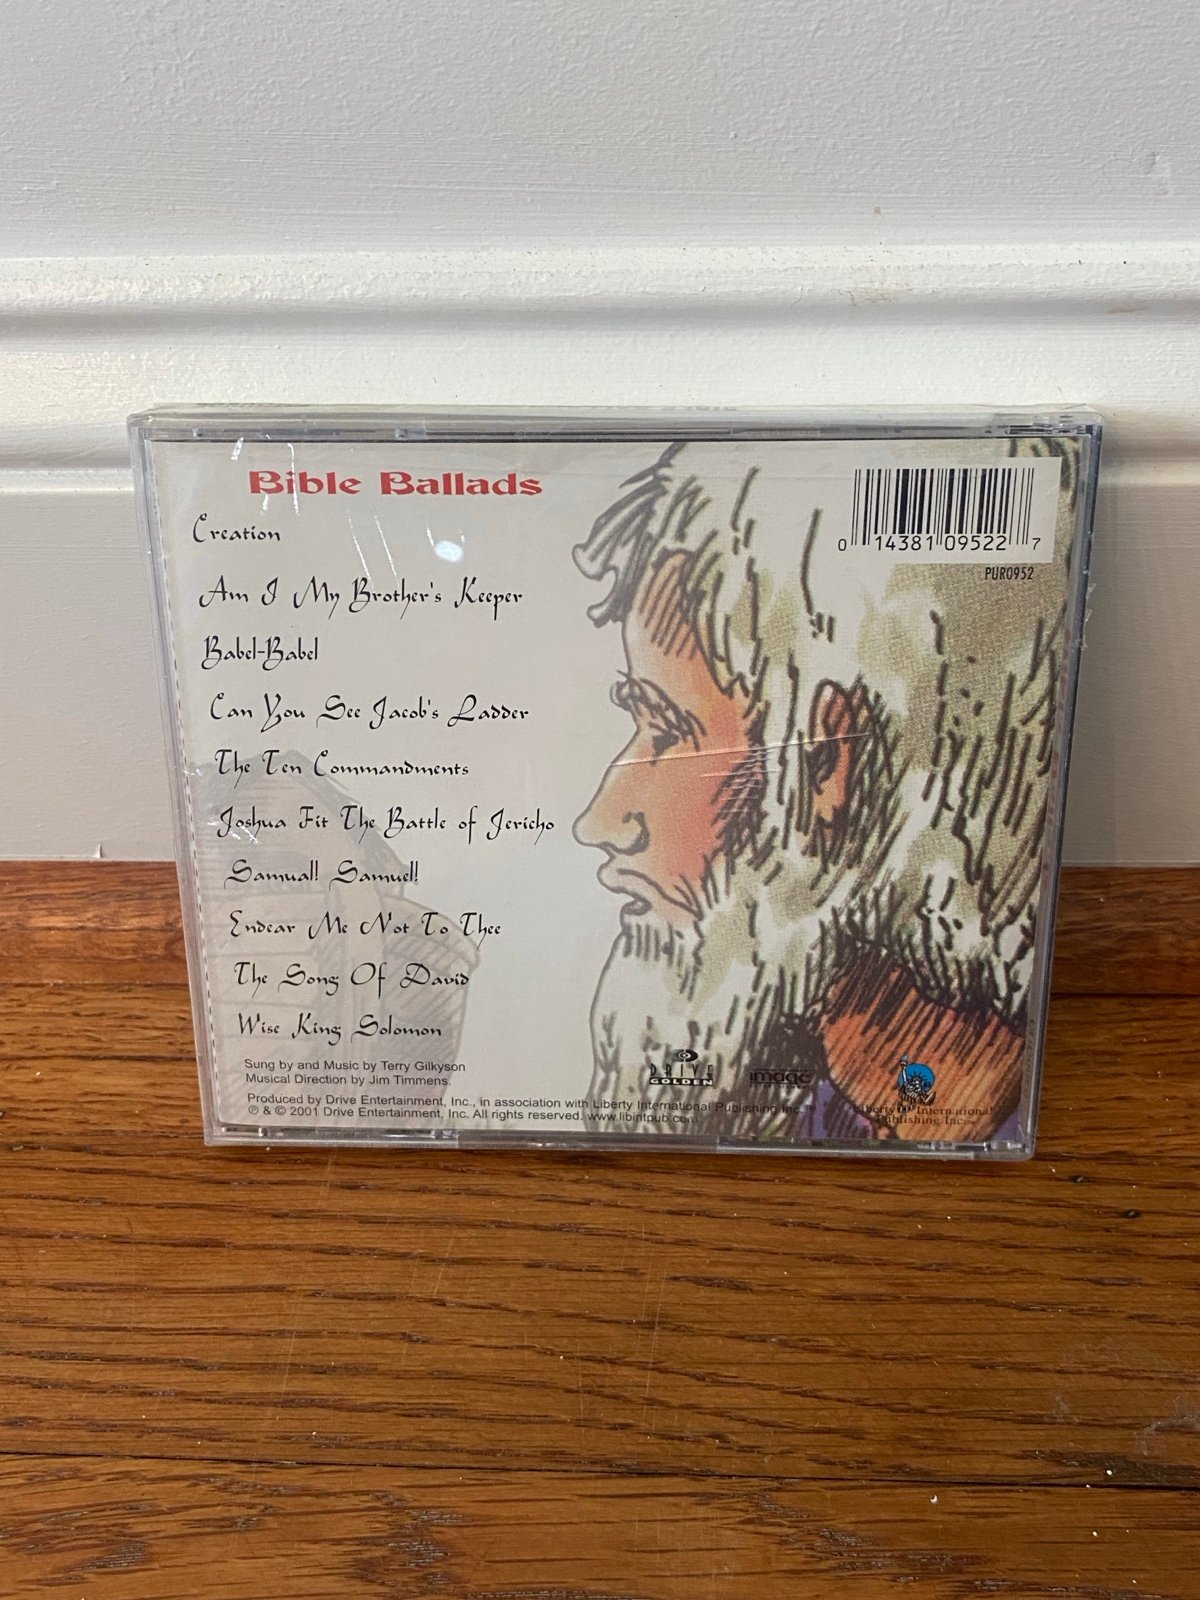 Bible Ballads
Creation
Am I My Brother's Keeper
Babel-Babel
Can You See Jacob's Ladder
The Ten Commandments
Joshua Fit The Battle of Jericho
Samual! Samuel!
Endear Me Not To Thee
The Song Of David
Wise King Solomon
Sung by and Music by Terry Gilkyson
Musical Direction by Jim Timmens.
Produced by Drive Entertainment, Inc., in association with Liberty International Publishing Inc.™
℗ & © 2001 Drive Entertainment, Inc. All rights reserved. www.libintpub.com
0 14381 09522 7
PUR0952
DRIVE
GOLDEN
image
Liberty International
Publishing Inc.™